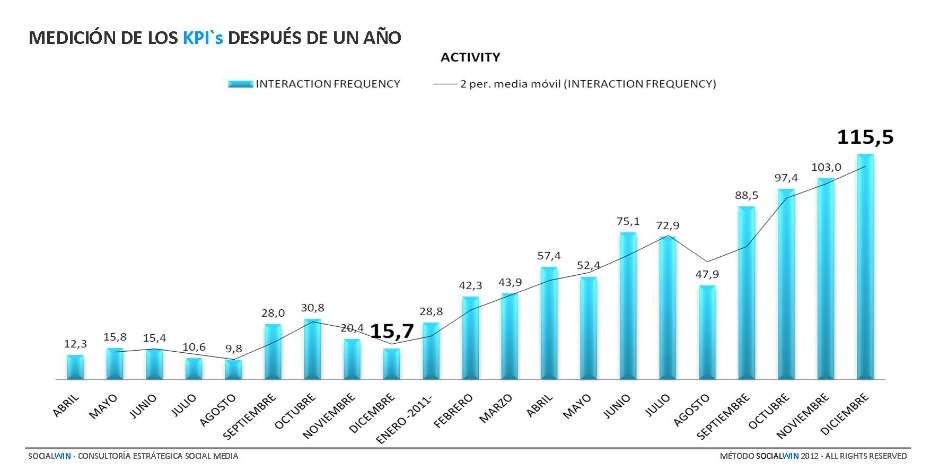 MEDICIÓN DE LOS KPI`s DESPUÉS DE UN AÑO
ACTIVITY
INTERACTION FREQUENCY
2 per. media móvil (INTERACTION FREQUENCY)
12,3
15,8
15,4
10,6
9,8
28,0
30,8
20,4
15,7
28,8
42,3
43,9
57,4
52,4
75,1
72,9
47,9
88,5
97,4
103,0
115,5
ABRIL
MAYO
JUNIO
JULIO
AGOSTO
SEPTIEMBRE
OCTUBRE
NOVIEMBRE
DICIEMBRE
ENERO -2011-
FEBRERO
MARZO
ABRIL
MAYO
JUNIO
JULIO
AGOSTO
SEPTIEMBRE
OCTUBRE
NOVIEMBRE
DICIEMBRE
SOCIALWIN - CONSULTORÍA ESTRÁTEGICA SOCIAL MEDIA
MÉTODO SOCIALWIN 2012 - ALL RIGHTS RESERVED